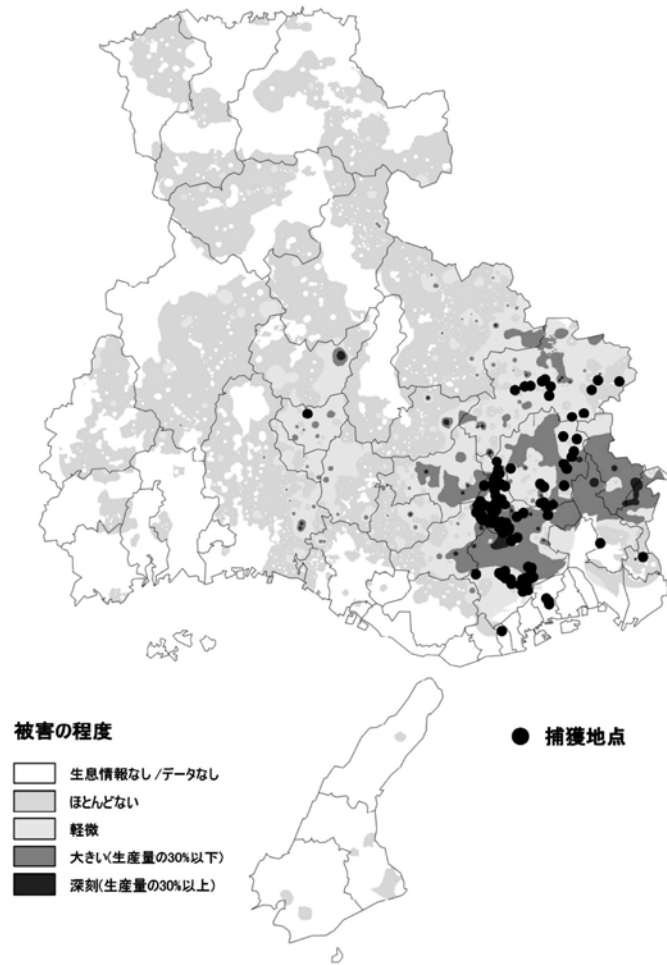 被害の程度
生息情報なし /データなし
ほとんどない
軽微
大きい(生産量の30%以下)
深刻(生産量の30%以上)
捕獲地点